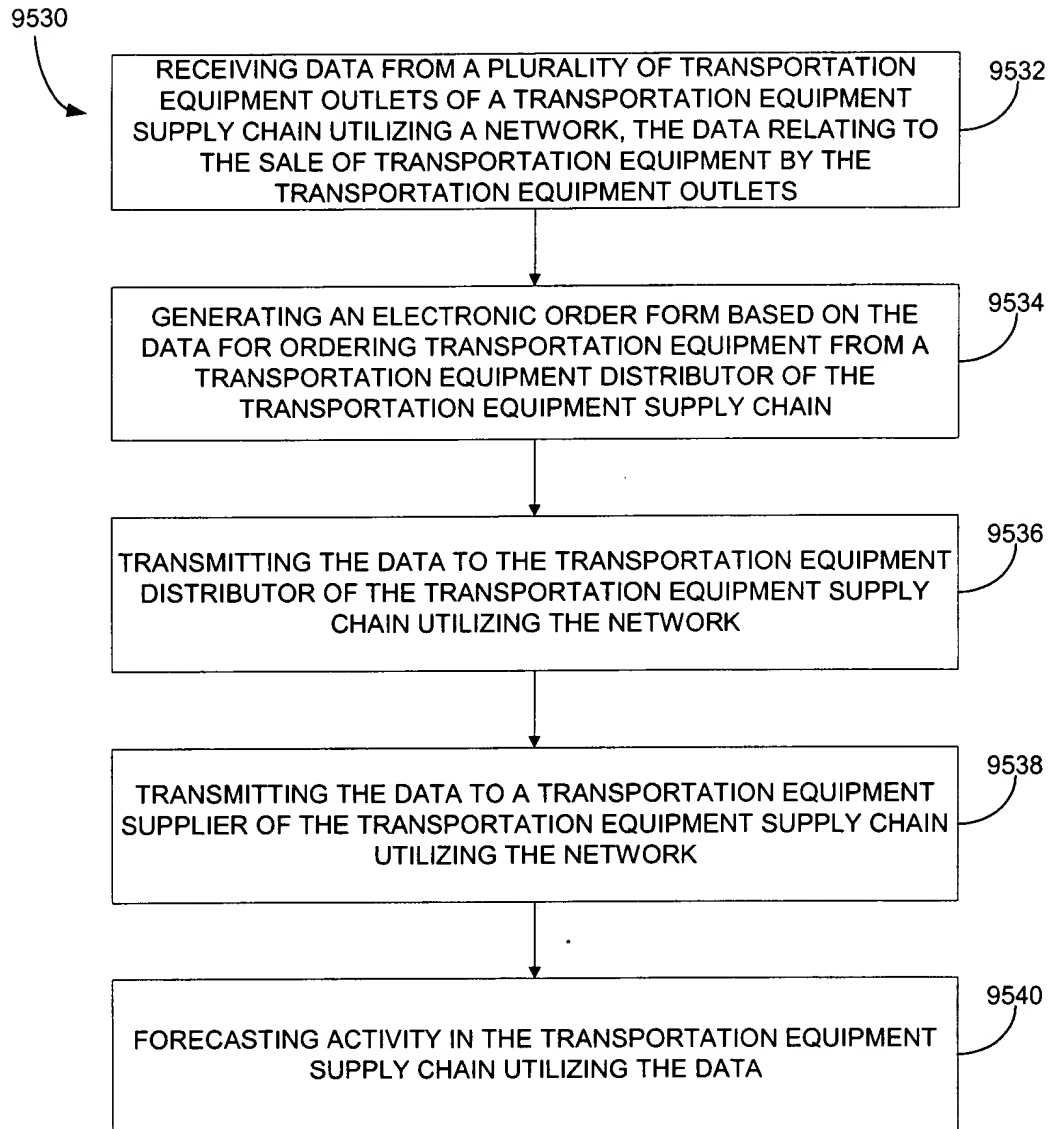 9530
RECEIVING DATA FROM A PLURALITY OF TRANSPORTATION
EQUIPMENT OUTLETS OF A TRANSPORTATION EQUIPMENT
SUPPLY CHAIN UTILIZING A NETWORK, THE DATA RELATING TO
THE SALE OF TRANSPORTATION EQUIPMENT BY THE
TRANSPORTATION EQUIPMENT OUTLETS
9532
GENERATING AN ELECTRONIC ORDER FORM BASED ON THE
DATA FOR ORDERING TRANSPORTATION EQUIPMENT FROM A
TRANSPORTATION EQUIPMENT DISTRIBUTOR OF THE
TRANSPORTATION EQUIPMENT SUPPLY CHAIN
9534
TRANSMITTING THE DATA TO THE TRANSPORTATION EQUIPMENT
DISTRIBUTOR OF THE TRANSPORTATION EQUIPMENT SUPPLY
CHAIN UTILIZING THE NETWORK
9536
TRANSMITTING THE DATA TO A TRANSPORTATION EQUIPMENT
SUPPLIER OF THE TRANSPORTATION EQUIPMENT SUPPLY CHAIN
UTILIZING THE NETWORK
9538
FORECASTING ACTIVITY IN THE TRANSPORTATION EQUIPMENT
SUPPLY CHAIN UTILIZING THE DATA
9540